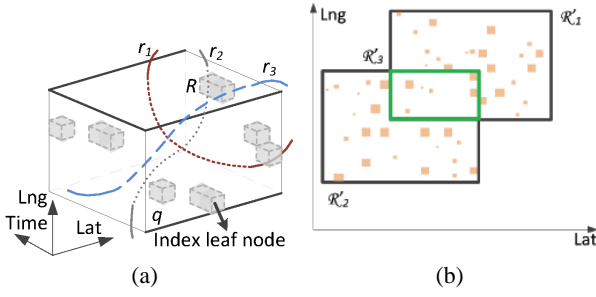 r1
r2
r3
R
q
Lng
Time
Lat
Index leaf node
(a)
Lng
ℛ'1
ℛ'3
ℛ'2
Lat
(b)